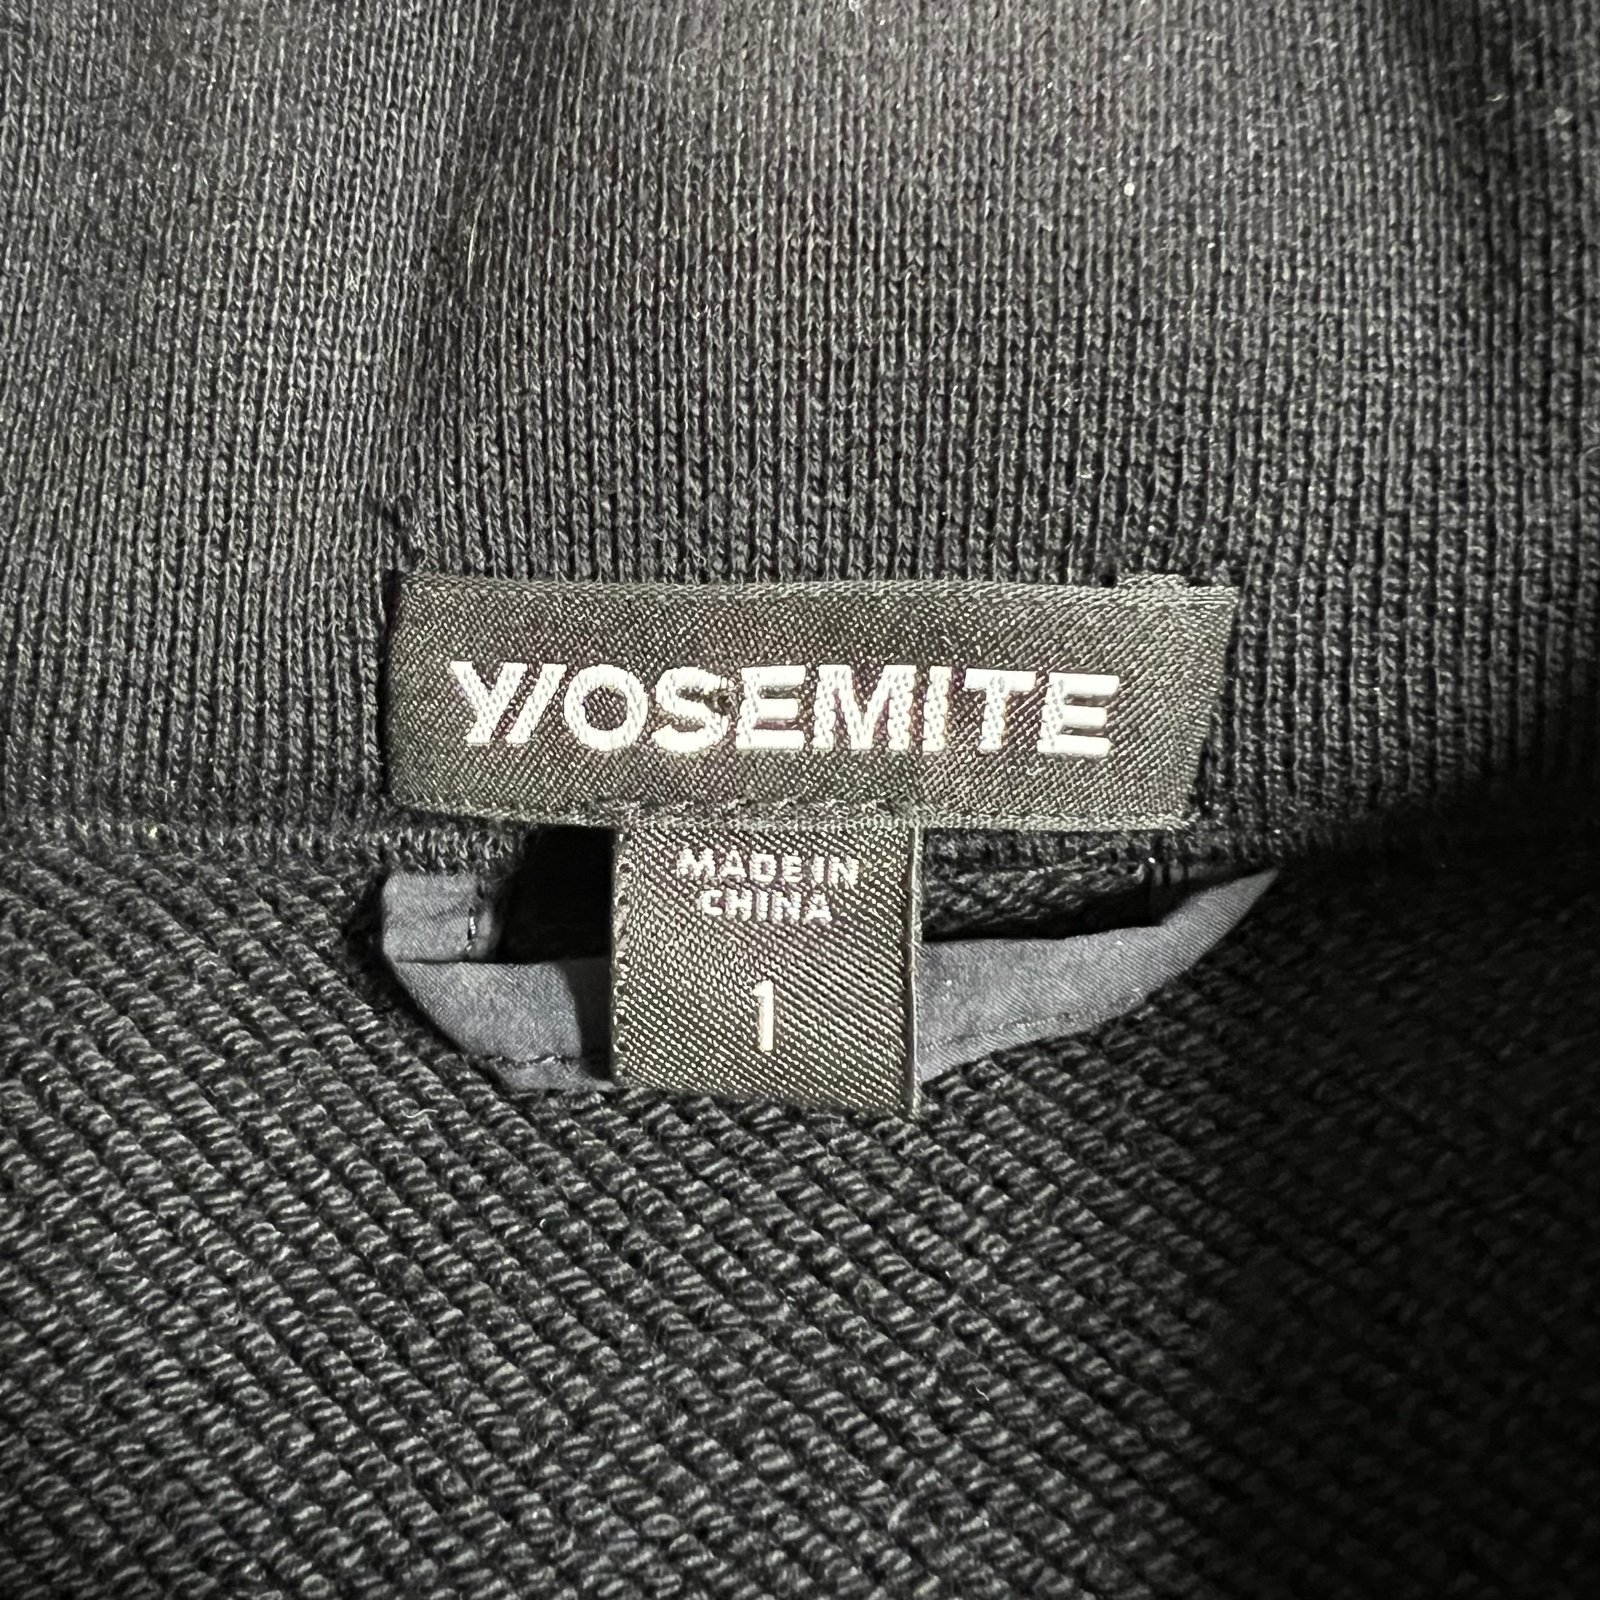 Y/OSEMITE
MADE IN
CHINA
1